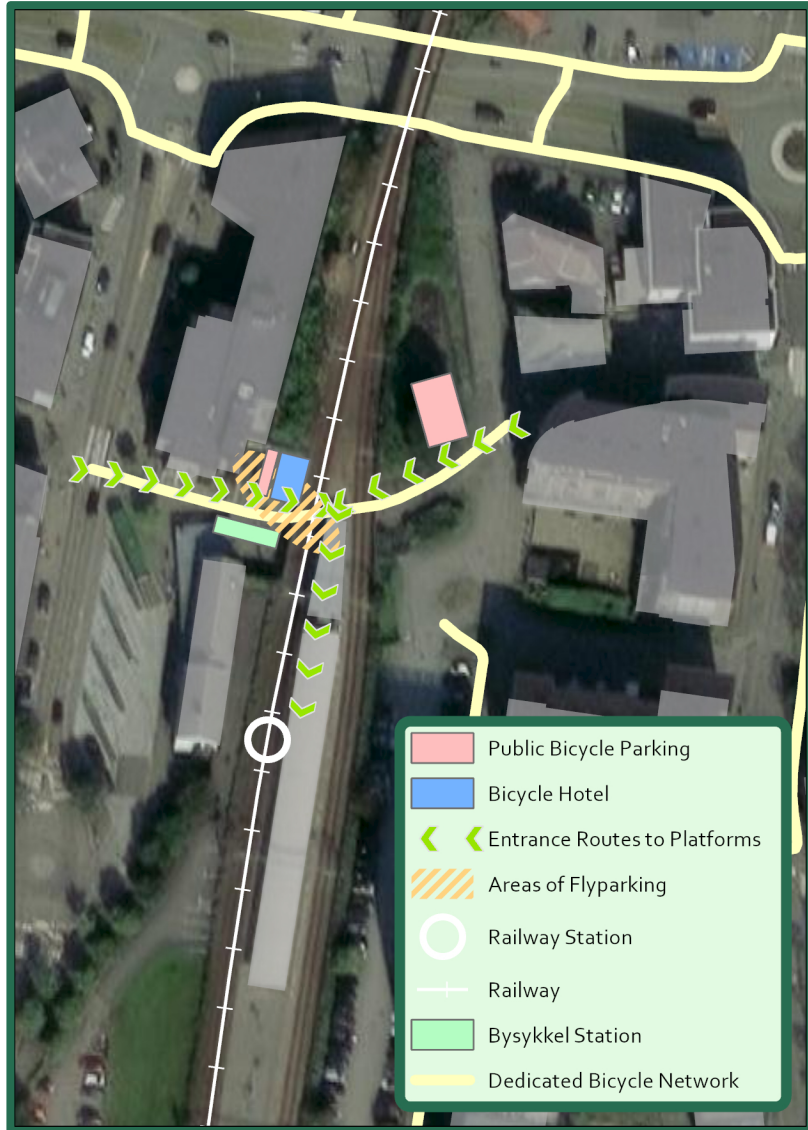 Public Bicycle Parking
Bicycle Hotel
Entrance Routes to Platforms
Areas of Flyparking
Railway Station
Railway
Bysykkel Station
Dedicated Bicycle Network